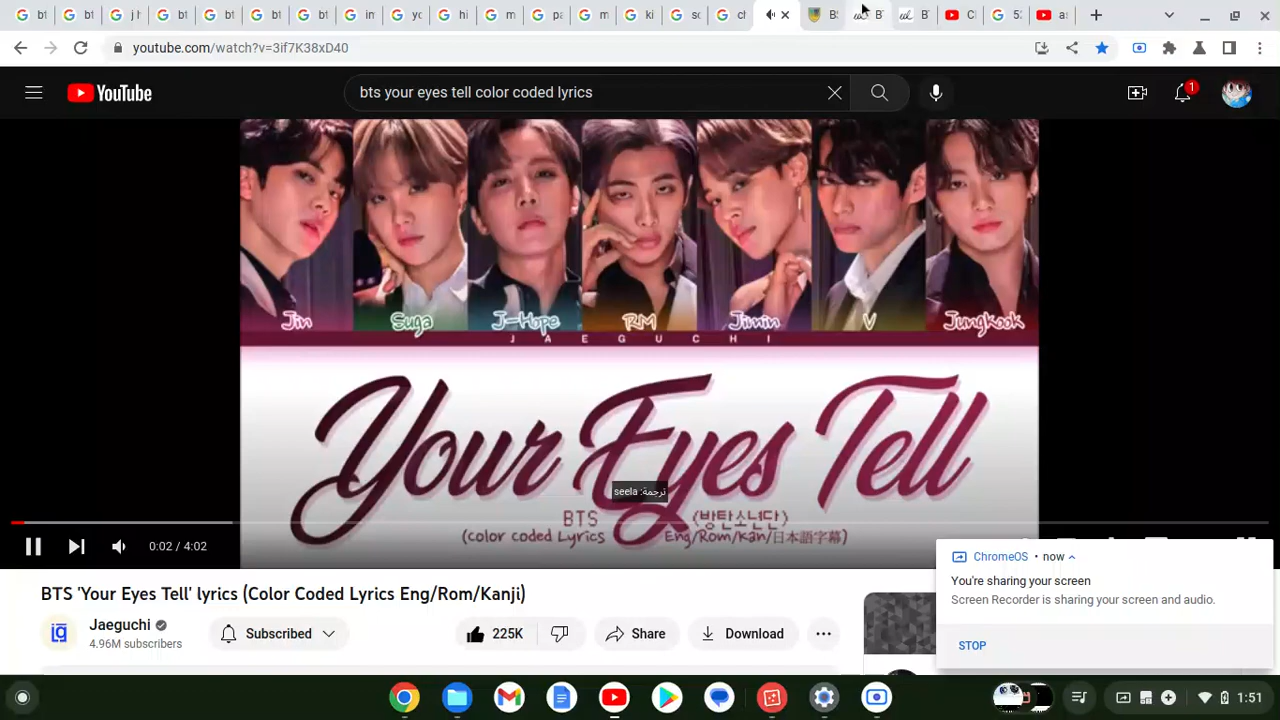 youtube.com/watch?v=3if7K38xD40
YouTube
bts your eyes tell color coded lyrics
1
Jin Suga J-Hope RM Jimin V Jungkook
JAEGUCHI
Your Eyes Tell
ترجمة: seela
BTS 〈방탄소년단〉
(Color Coded Lyrics Eng/Rom/Kan/日本語字幕)
0:02 / 4:02
ChromeOS • now
You're sharing your screen
Screen Recorder is sharing your screen and audio.
STOP
BTS 'Your Eyes Tell' lyrics (Color Coded Lyrics Eng/Rom/Kanji)
Jaeguchi
4.96M subscribers
Subscribed
225K
Share
Download
1:51